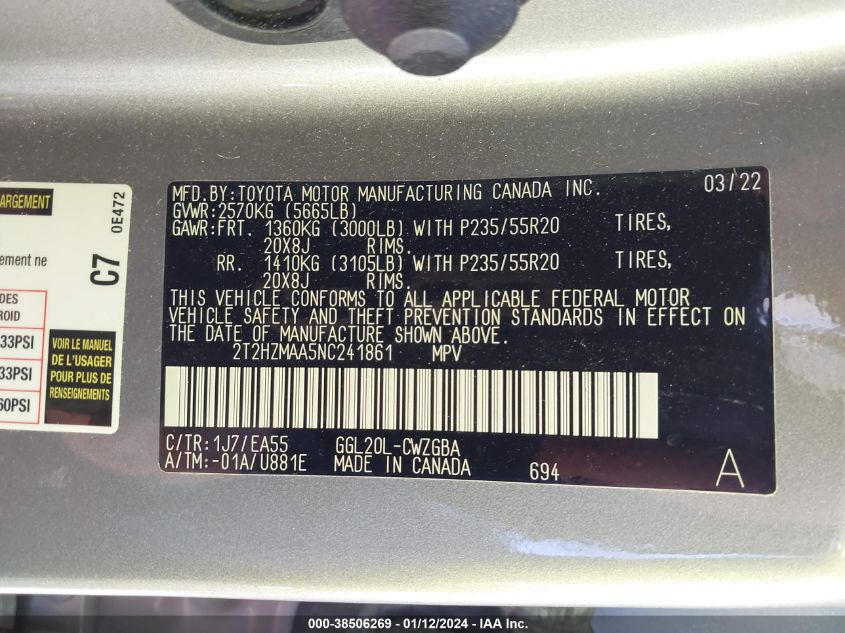 ARGEMENT
0E472
C7
ement ne
DES
ROID
33PSI
33PSI
60PSI
VOIR LE MANUEL
DE L'USAGER
POUR PLUS DE
RENSEIGNEMENTS
MFD.BY:TOYOTA MOTOR MANUFACTURING CANADA INC. 03/22
GVWR:2570KG (5665LB)
GAWR:FRT. 1360KG (3000LB) WITH P235/55R20 TIRES,
20X8J RIMS.
RR. 1410KG (3105LB) WITH P235/55R20 TIRES,
20X8J RIMS.
THIS VEHICLE CONFORMS TO ALL APPLICABLE FEDERAL MOTOR
VEHICLE SAFETY AND THEFT PREVENTION STANDARDS IN EFFECT ON
THE DATE OF MANUFACTURE SHOWN ABOVE.
2T2HZMAA5NC241861 MPV
C/TR:1J7/EA55 GGL20L-CWZGBA
A/TM:-01A/U881E MADE IN CANADA 694 A
000-38506269 - 01/12/2024 - IAA Inc.